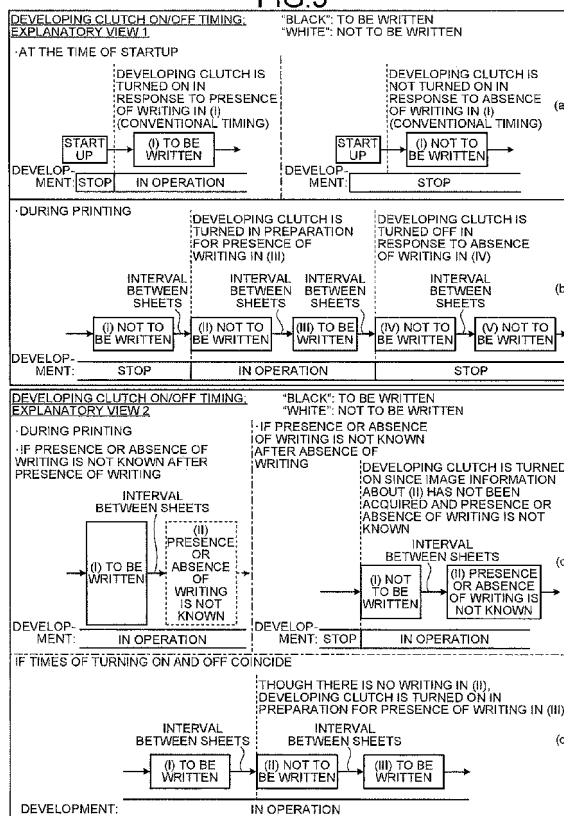 FIG.9
DEVELOPING CLUTCH ON/OFF TIMING:
EXPLANATORY VIEW 1
"BLACK": TO BE WRITTEN
"WHITE": NOT TO BE WRITTEN
·AT THE TIME OF STARTUP
DEVELOPING CLUTCH IS
TURNED ON IN
RESPONSE TO PRESENCE
OF WRITING IN (I)
(CONVENTIONAL TIMING)
START
UP
(I) TO BE
WRITTEN
DEVELOP-
MENT:
STOP
IN OPERATION
DEVELOPING CLUTCH IS
NOT TURNED ON IN
RESPONSE TO ABSENCE
OF WRITING IN (I)
(CONVENTIONAL TIMING)
(a
START
UP
(I) NOT TO
BE WRITTEN
DEVELOP-
MENT:
STOP
·DURING PRINTING
DEVELOPING CLUTCH IS
TURNED IN PREPARATION
FOR PRESENCE OF
WRITING IN (III)
DEVELOPING CLUTCH IS
TURNED OFF IN
RESPONSE TO ABSENCE
OF WRITING IN (IV)
INTERVAL
BETWEEN
SHEETS
INTERVAL
BETWEEN
SHEETS
INTERVAL
BETWEEN
SHEETS
INTERVAL
BETWEEN
SHEETS
(b
(I) NOT TO
BE WRITTEN
(II) NOT TO
BE WRITTEN
(III) TO BE
WRITTEN
(IV) NOT TO
BE WRITTEN
(V) NOT TO
BE WRITTEN
DEVELOP-
MENT:
STOP
IN OPERATION
STOP
DEVELOPING CLUTCH ON/OFF TIMING:
EXPLANATORY VIEW 2
"BLACK": TO BE WRITTEN
"WHITE": NOT TO BE WRITTEN
·DURING PRINTING
·IF PRESENCE OR ABSENCE OF
WRITING IS NOT KNOWN AFTER
PRESENCE OF WRITING
INTERVAL
BETWEEN SHEETS
(I) TO BE
WRITTEN
(II)
PRESENCE
OR
ABSENCE
OF
WRITING
IS NOT
KNOWN
DEVELOP-
MENT:
IN OPERATION
·IF PRESENCE OR ABSENCE
OF WRITING IS NOT KNOWN
AFTER ABSENCE OF
WRITING
DEVELOPING CLUTCH IS TURNED
ON SINCE IMAGE INFORMATION
ABOUT (II) HAS NOT BEEN
ACQUIRED AND PRESENCE OR
ABSENCE OF WRITING IS NOT
KNOWN
INTERVAL
BETWEEN SHEETS
(c
(I) NOT
TO BE
WRITTEN
(II) PRESENCE
OR ABSENCE
OF WRITING IS
NOT KNOWN
DEVELOP-
MENT:
STOP
IN OPERATION
IF TIMES OF TURNING ON AND OFF COINCIDE
THOUGH THERE IS NO WRITING IN (II),
DEVELOPING CLUTCH IS TURNED ON IN
PREPARATION FOR PRESENCE OF WRITING IN (III)
INTERVAL
BETWEEN SHEETS
INTERVAL
BETWEEN SHEETS
(I) TO BE
WRITTEN
(II) NOT TO
BE WRITTEN
(III) TO BE
WRITTEN
DEVELOPMENT:
IN OPERATION